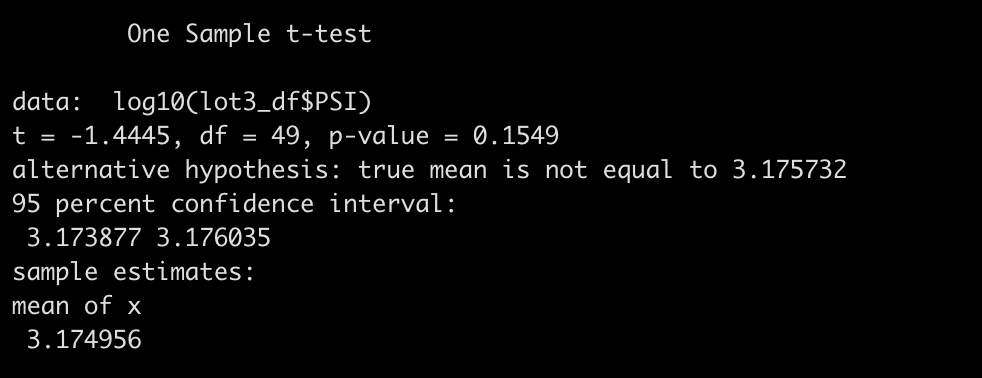 One Sample t-test
data:  log10(lot3_df$PSI)
t = -1.4445, df = 49, p-value = 0.1549
alternative hypothesis: true mean is not equal to 3.175732
95 percent confidence interval:
 3.173877 3.176035
sample estimates:
mean of x
 3.174956